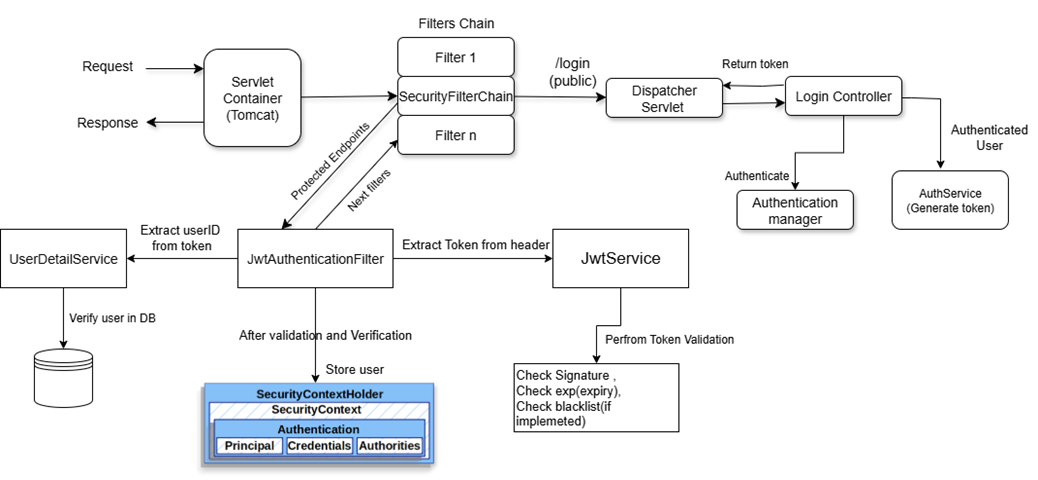 Filters Chain
Request
Response
Servlet
Container
(Tomcat)
Filter 1
SecurityFilterChain
Filter n
/login
(public)
Dispatcher
Servlet
Return token
Login Controller
Authenticated
User
Authenticate
Authentication
manager
AuthService
(Generate token)
Protected Endpoints
Next filters
Extract userID
from token
UserDetailService
JwtAuthenticationFilter
Extract Token from header
JwtService
Verify user in DB
After validation and Verification
Store user
Perfrom Token Validation
Check Signature ,
Check exp(expiry),
Check blacklist(if
implemeted)
SecurityContextHolder
SecurityContext
Authentication
Principal
Credentials
Authorities